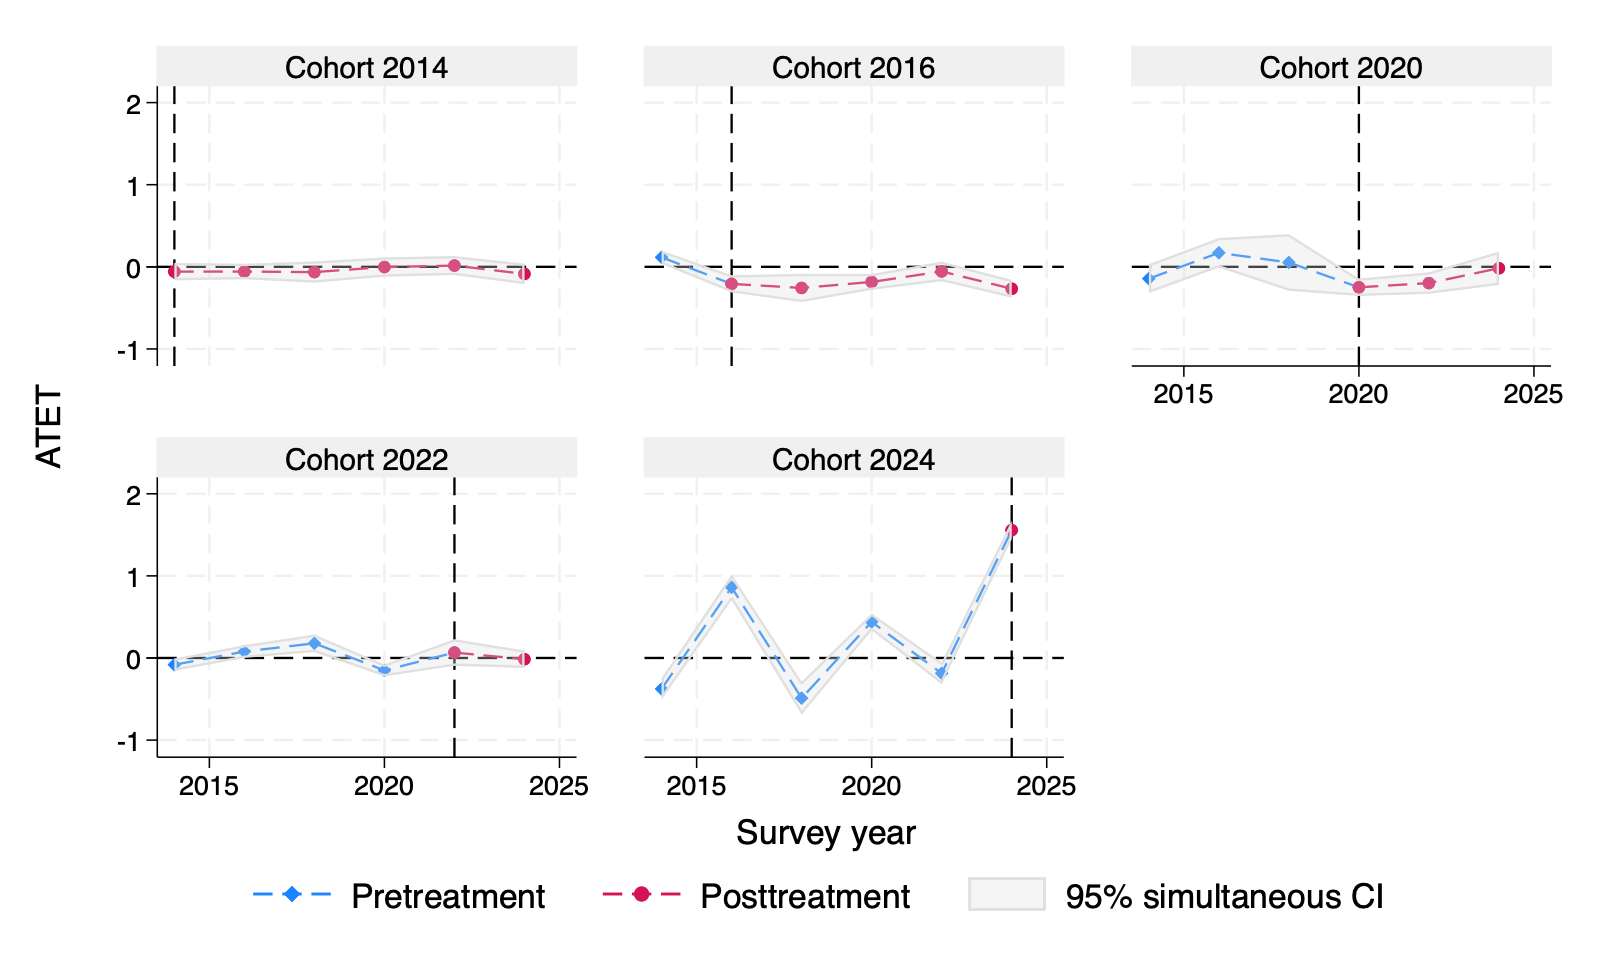 Cohort 2014
Cohort 2016
Cohort 2020
2
1
0
-1
2015
2020
2025
ATET
Cohort 2022
Cohort 2024
2
1
0
-1
2015
2020
2025
2015
2020
2025
Survey year
Pretreatment
Posttreatment
95% simultaneous CI